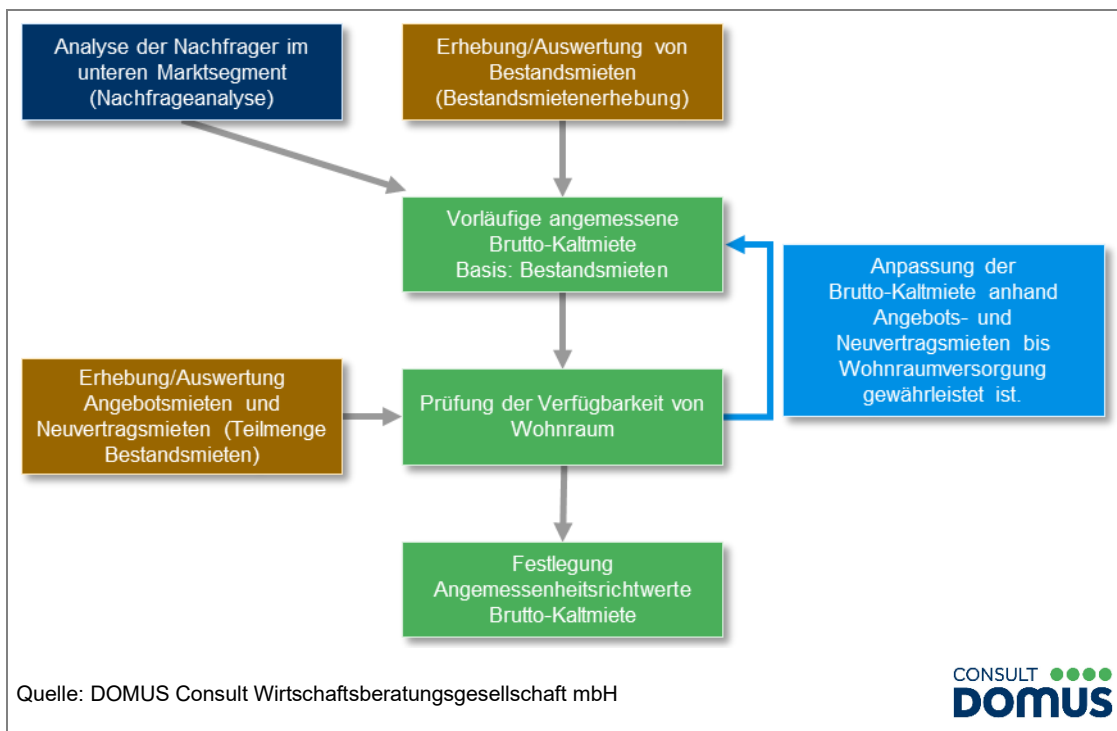 Analyse der Nachfrager im
unteren Marktsegment
(Nachfrageanalyse)
Erhebung/Auswertung von
Bestandsmieten
(Bestandsmietenerhebung)
Vorläufige angemessene
Brutto-Kaltmiete
Basis: Bestandsmieten
Anpassung der
Brutto-Kaltmiete anhand
Angebots- und
Neuvertragsmieten bis
Wohnraumversorgung
gewährleistet ist.
Erhebung/Auswertung
Angebotsmieten und
Neuvertragsmieten (Teilmenge
Bestandsmieten)
Prüfung der Verfügbarkeit von
Wohnraum
Festlegung
Angemessenheitsrichtwerte
Brutto-Kaltmiete
Quelle: DOMUS Consult Wirtschaftsberatungsgesellschaft mbH
CONSULT
DOMUS